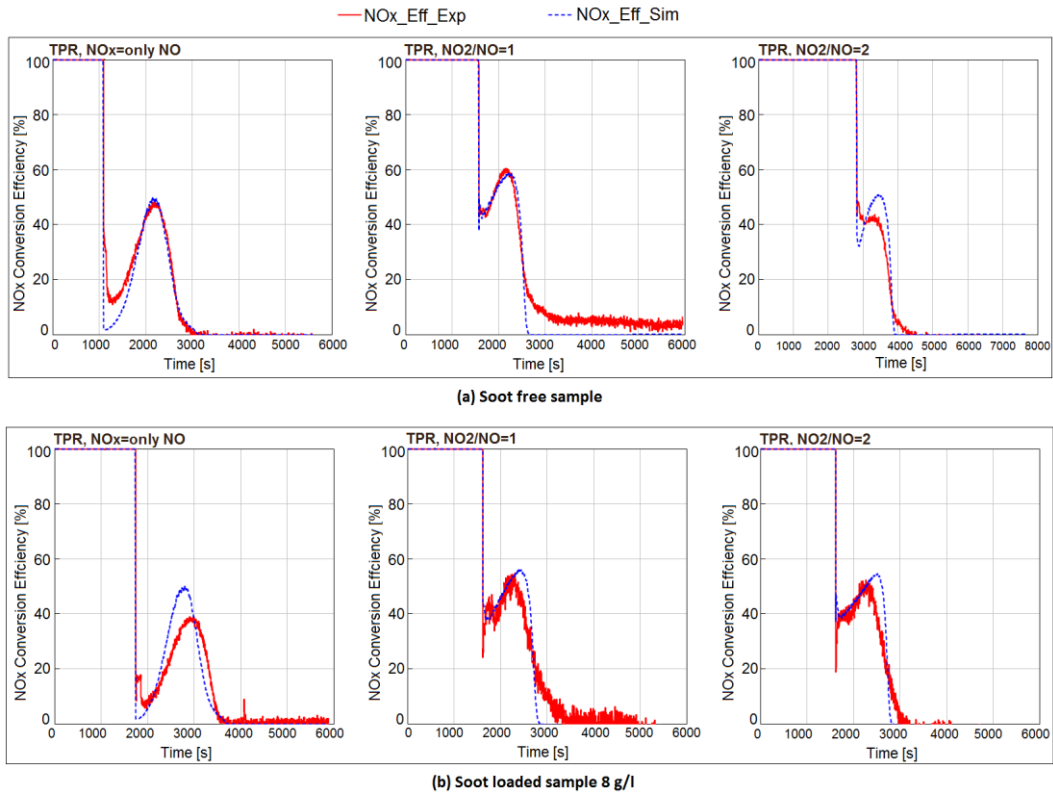 NOx_Eff_Exp NOx_Eff_Sim
TPR, NOx=only NO
NOx Conversion Effciency [%]
100
80
60
40
20
0
0 1000 2000 3000 4000 5000 6000
Time [s]
TPR, NO2/NO=1
NOx Conversion Effciency [%]
100
80
60
40
20
0
0 1000 2000 3000 4000 5000 6000
Time [s]
TPR, NO2/NO=2
NOx Conversion Effciency [%]
100
80
60
40
20
0
0 1000 2000 3000 4000 5000 6000 7000 8000
Time [s]
(a) Soot free sample
TPR, NOx=only NO
NOx Conversion Effciency [%]
100
80
60
40
20
0
0 1000 2000 3000 4000 5000 6000
Time [s]
TPR, NO2/NO=1
NOx Conversion Effciency [%]
100
80
60
40
20
0
0 1000 2000 3000 4000 5000 6000
Time [s]
TPR, NO2/NO=2
NOx Conversion Effciency [%]
100
80
60
40
20
0
0 1000 2000 3000 4000 5000 6000
Time [s]
(b) Soot loaded sample 8 g/l